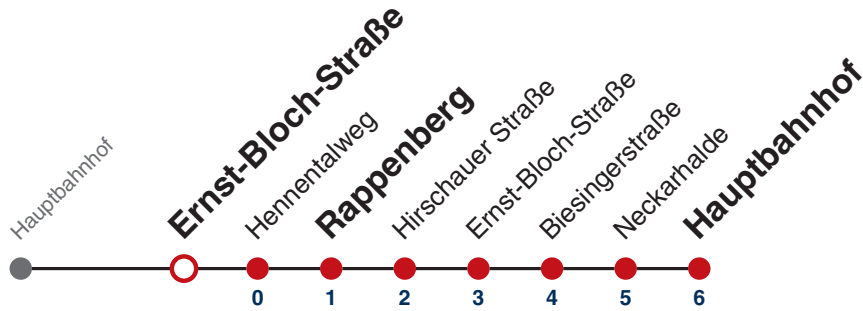 Hauptbahnhof
Ernst-Bloch-Straße
Hennentalweg
Rappenberg
Hirschauer Straße
Ernst-Bloch-Straße
Biesingerstraße
Neckarhalde
Hauptbahnhof
0 1 2 3 4 5 6